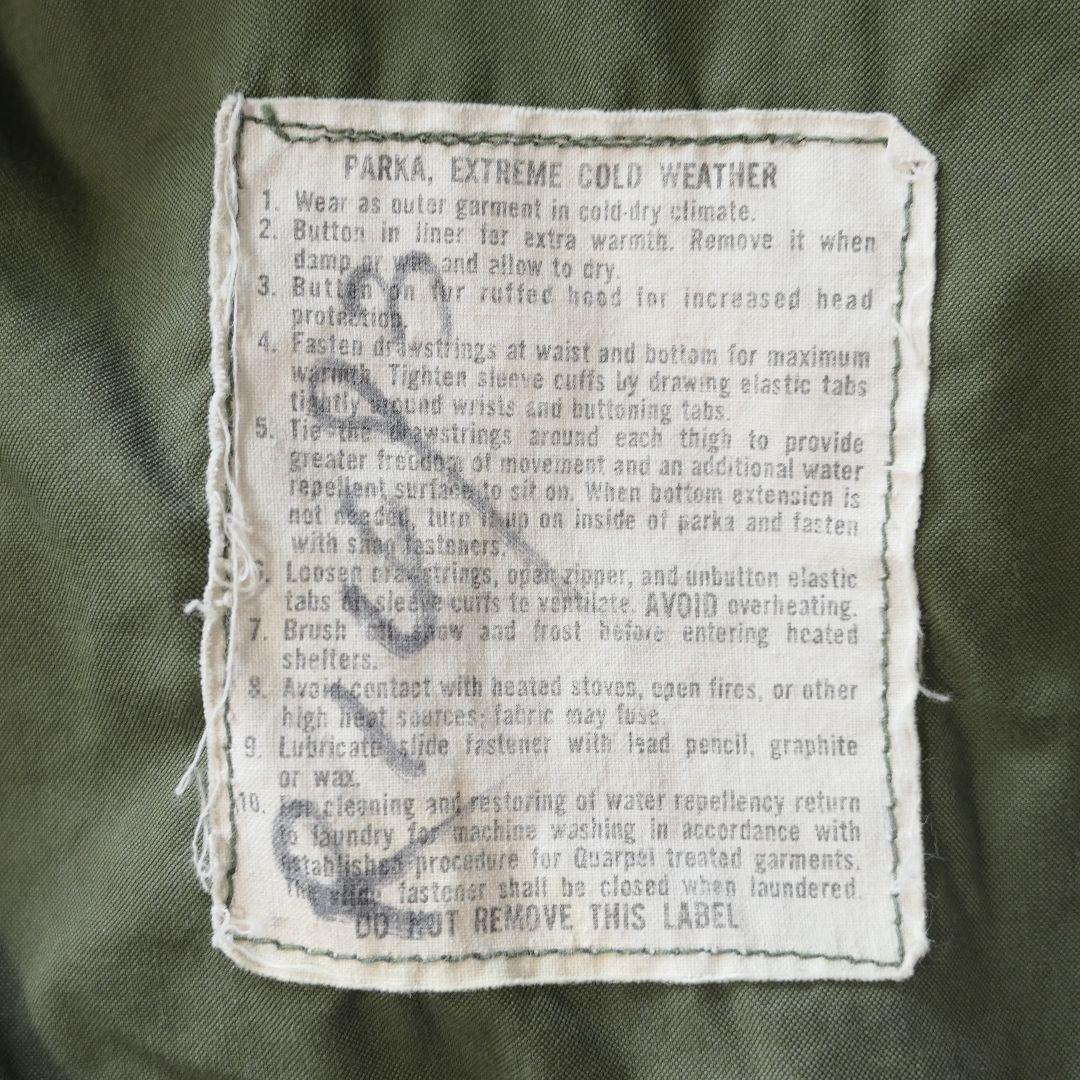 PARKA, EXTREME COLD WEATHER
1. Wear as outer garment in cold-dry climate.
2. Button in liner for extra warmth. Remove it when
damp or wet and allow to dry.
3. Button on fur ruffed hood for increased head
protection.
4. Fasten drawstrings at waist and bottom for maximum
warmth. Tighten sleeve cuffs by drawing elastic tabs
tightly around wrists and buttoning tabs.
5. Tie the drawstrings around each thigh to provide
greater freedom of movement and an additional water
repellent surface to sit on. When bottom extension is
not needed, turn it up on inside of parka and fasten
with snap fasteners.
6. Loosen drawstrings, open zipper, and unbutton elastic
tabs on sleeve cuffs to ventilate. AVOID overheating.
7. Brush off snow and frost before entering heated
shelters.
8. Avoid contact with heated stoves, open fires, or other
high heat sources; fabric may fuse.
9. Lubricate slide fastener with lead pencil, graphite
or wax.
10. For cleaning and restoring of water repellency return
to laundry for machine washing in accordance with
established procedure for Quarpel treated garments.
The slide fastener shall be closed when laundered.
DO NOT REMOVE THIS LABEL